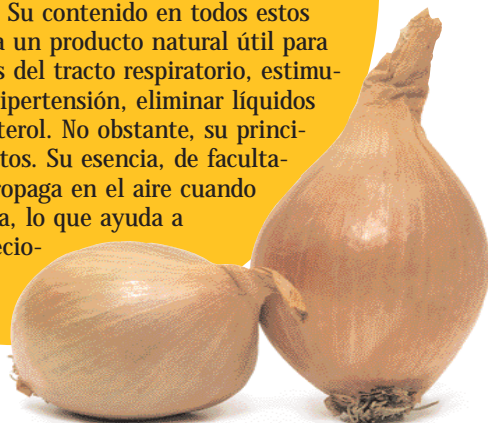 Su contenido en todos estos
a un producto natural útil para
s del tracto respiratorio, estimu-
ipertensión, eliminar líquidos
terol. No obstante, su princi-
tos. Su esencia, de faculta-
ropaga en el aire cuando
a, lo que ayuda a
ecio-